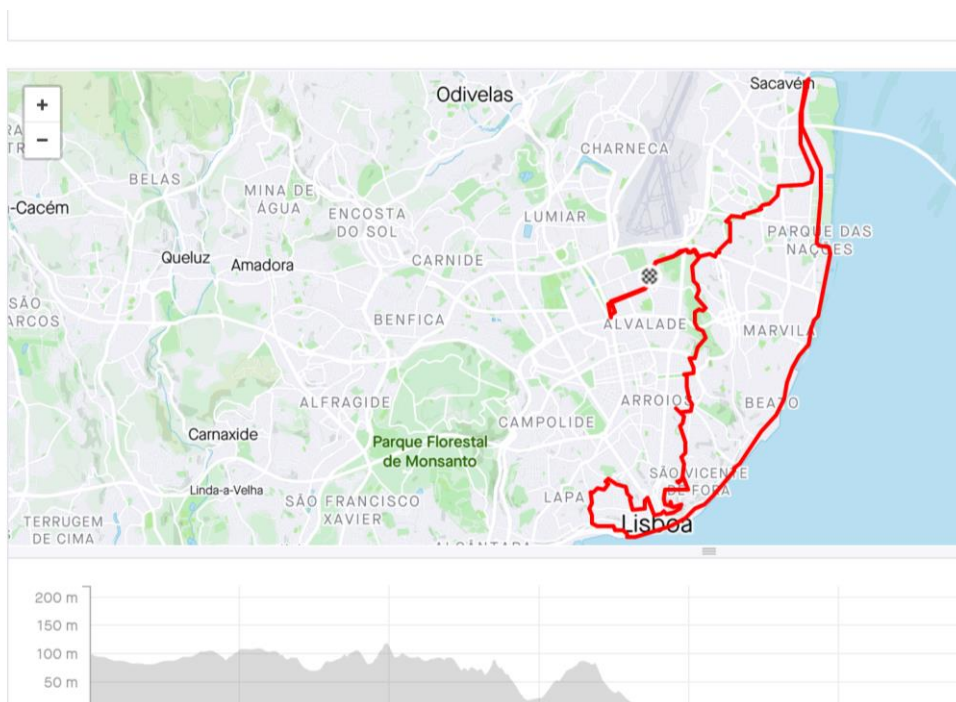 +
−
Odivelas
Sacavém
CHARNECA
BELAS
MINA DE
ÁGUA
-Cacém
ENCOSTA
DO SOL
LUMIAR
PARQUE DAS
NAÇÕES
Queluz
Amadora
CARNIDE
SÃO
ARCOS
BENFICA
ALVALADE
MARVILA
ALFRAGIDE
ARROIOS
BEATO
CAMPOLIDE
Carnaxide
Parque Florestal
de Monsanto
SÃO VICENTE
DE FORA
Linda-a-Velha
SÃO FRANCISCO
XAVIER
LAPA
Lisboa
TERRUGEM
DE CIMA
ALCÂNTARA
200 m
150 m
100 m
50 m